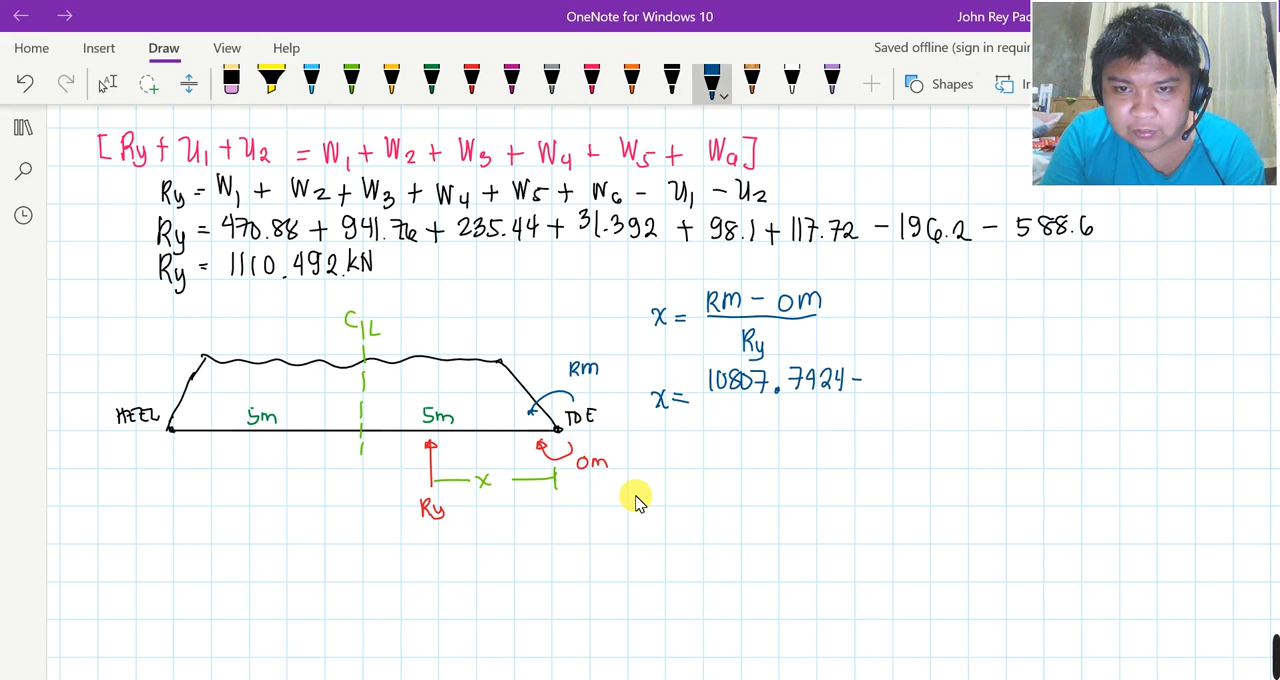 OneNote for Windows 10
John Rey Pac
Home Insert Draw View Help
Saved offline (sign in requir
Shapes In
[Ry + U1 + U2 = W1 + W2 + W3 + W4 + W5 + Wa]
Ry = W1 + W2 + W3 + W4 + W5 + W6 - U1 - U2
Ry = 470.88 + 941.76 + 235.44 + 31.392 + 98.1 + 117.72 - 196.2 - 588.6
Ry = 1110.492 kN
C|L
x = RM - OM
Ry
RM
x = 10807.7424 -
HEEL 5m 5m TOE
OM
x
Ry